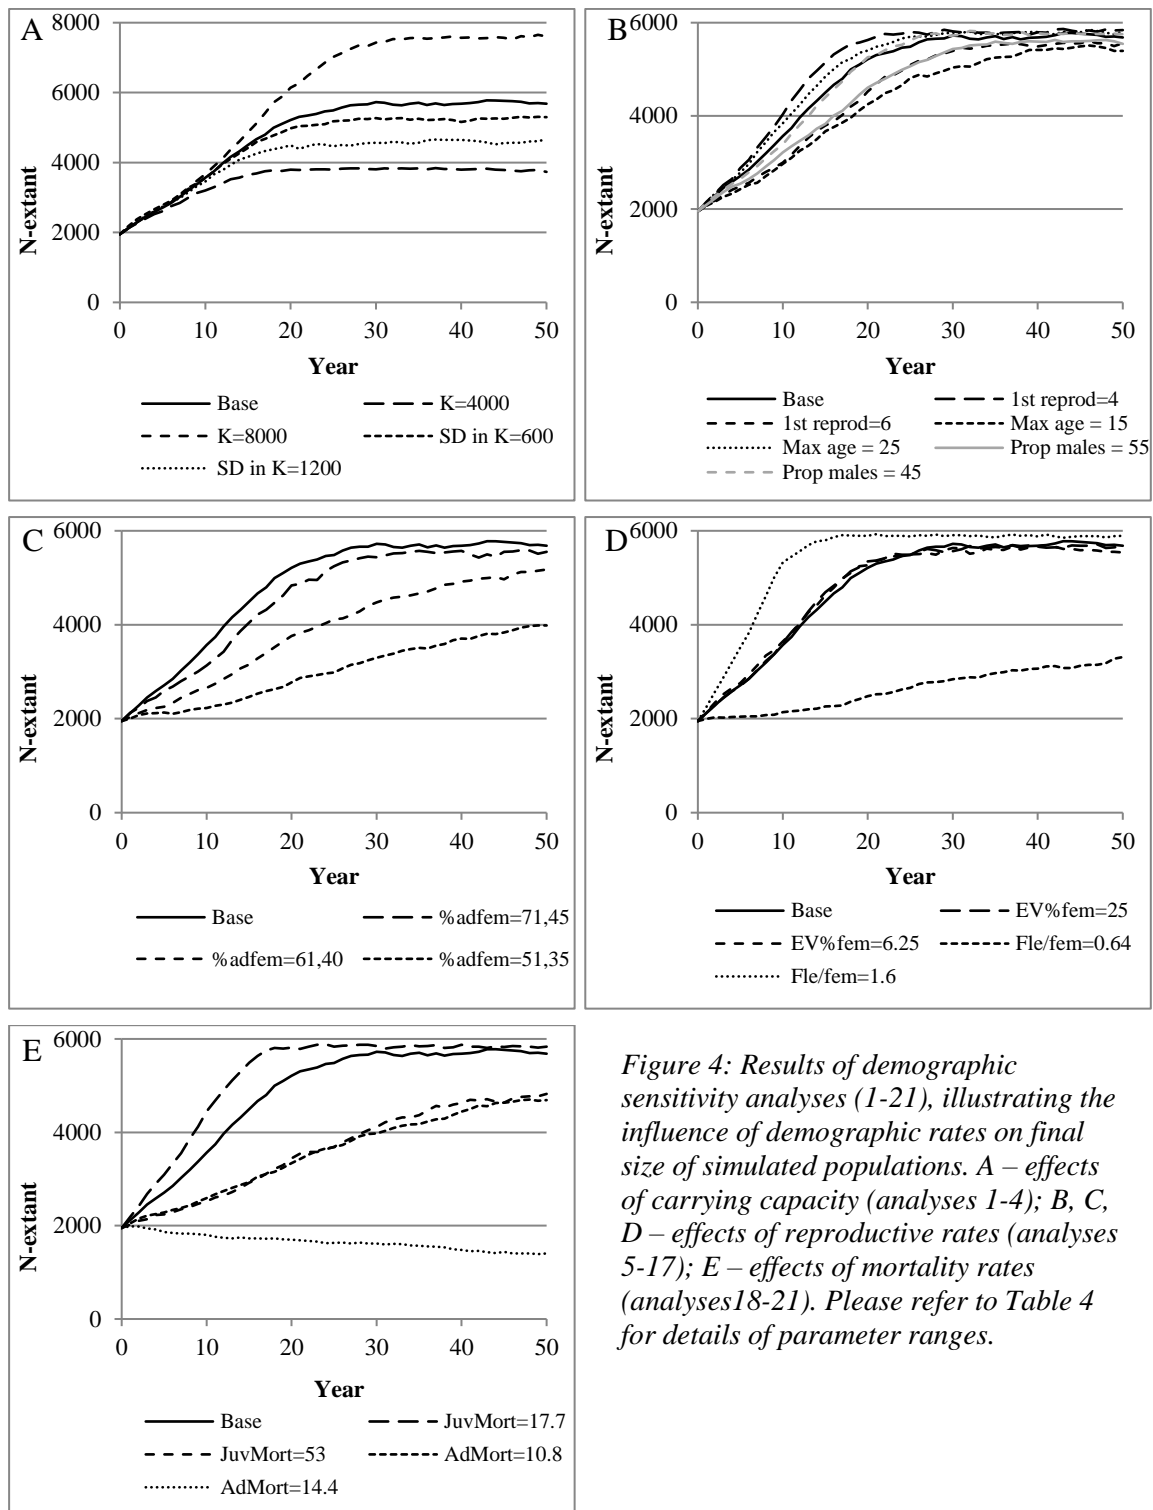 A
8000
6000
4000
2000
0
N-extant
0 10 20 30 40 50
Year
Base
K=4000
K=8000
SD in K=600
SD in K=1200
B
6000
4000
2000
0
N-extant
0 10 20 30 40 50
Year
Base
1st reprod=4
1st reprod=6
Max age = 15
Max age = 25
Prop males = 55
Prop males = 45
C
6000
4000
2000
0
N-extant
0 10 20 30 40 50
Year
Base
%adfem=71,45
%adfem=61,40
%adfem=51,35
D
6000
4000
2000
0
N-extant
0 10 20 30 40 50
Year
Base
EV%fem=25
EV%fem=6.25
Fle/fem=0.64
Fle/fem=1.6
E
6000
4000
2000
0
N-extant
0 10 20 30 40 50
Year
Base
JuvMort=17.7
JuvMort=53
AdMort=10.8
AdMort=14.4
Figure 4: Results of demographic
sensitivity analyses (1-21), illustrating the
influence of demographic rates on final
size of simulated populations. A – effects
of carrying capacity (analyses 1-4); B, C,
D – effects of reproductive rates (analyses
5-17); E – effects of mortality rates
(analyses18-21). Please refer to Table 4
for details of parameter ranges.